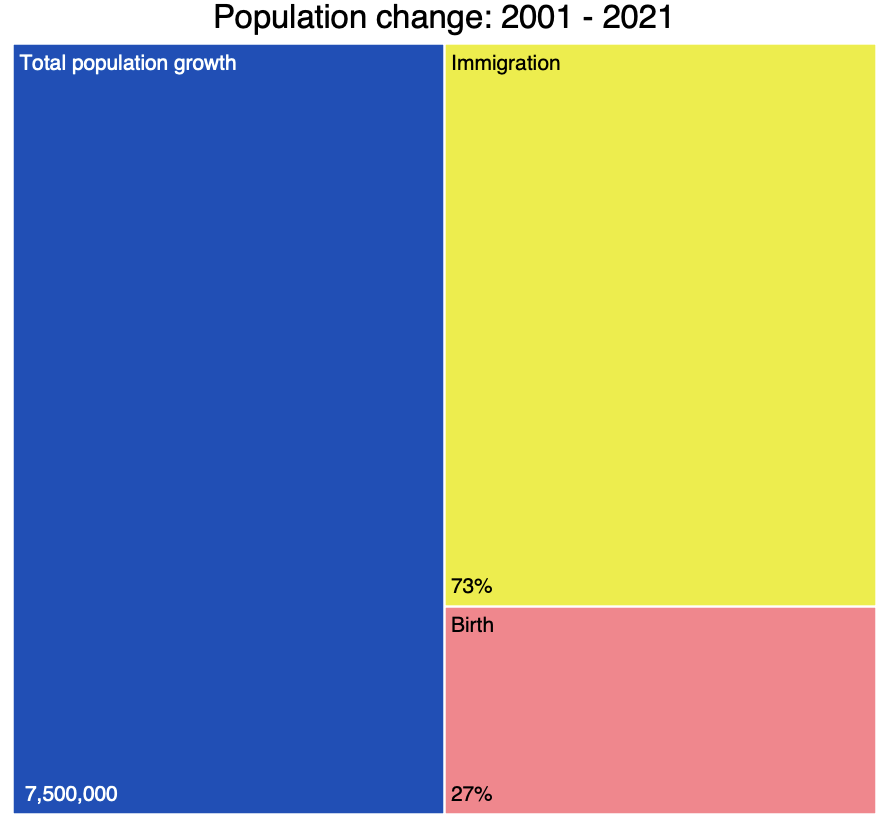 Population change: 2001 - 2021
Total population growth
7,500,000
Immigration
73%
Birth
27%